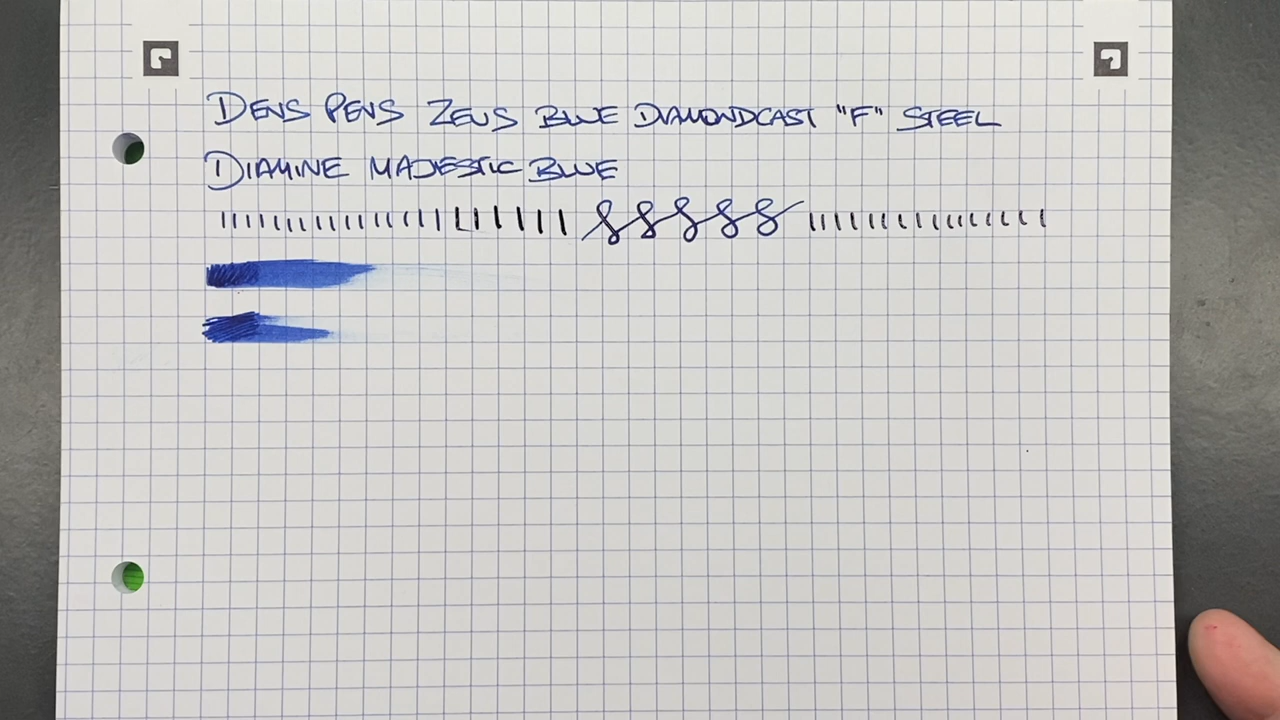 DENS PENS ZEUS BLUE DIAMONDCAST "F" STEEL
DIAMINE MAJESTIC BLUE